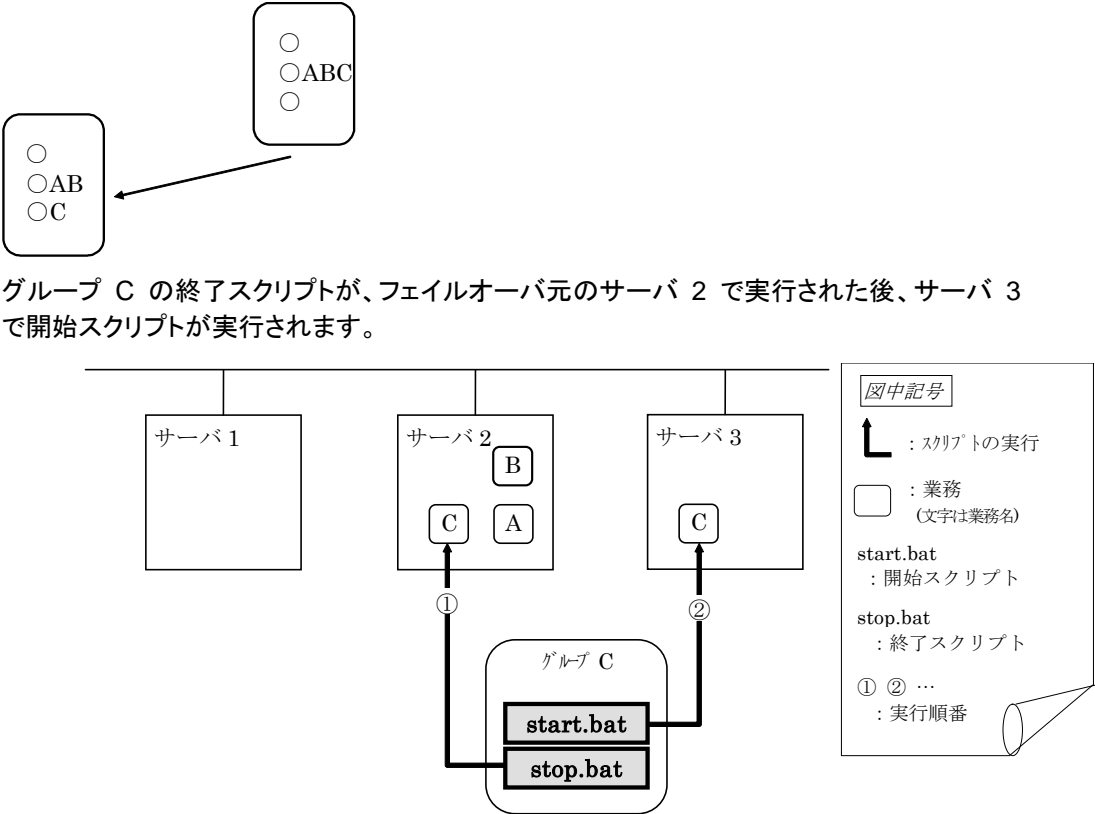 ○
○ABC
○
○
○AB
○C
グループ C の終了スクリプトが、フェイルオーバ元のサーバ 2 で実行された後、サーバ 3
で開始スクリプトが実行されます。
サーバ 1
サーバ 2
B
C
A
サーバ 3
C
①
②
グループ C
start.bat
stop.bat
図中記号
：スクリプトの実行
：業務
(文字は業務名)
start.bat
：開始スクリプト
stop.bat
：終了スクリプト
① ② …
：実行順番